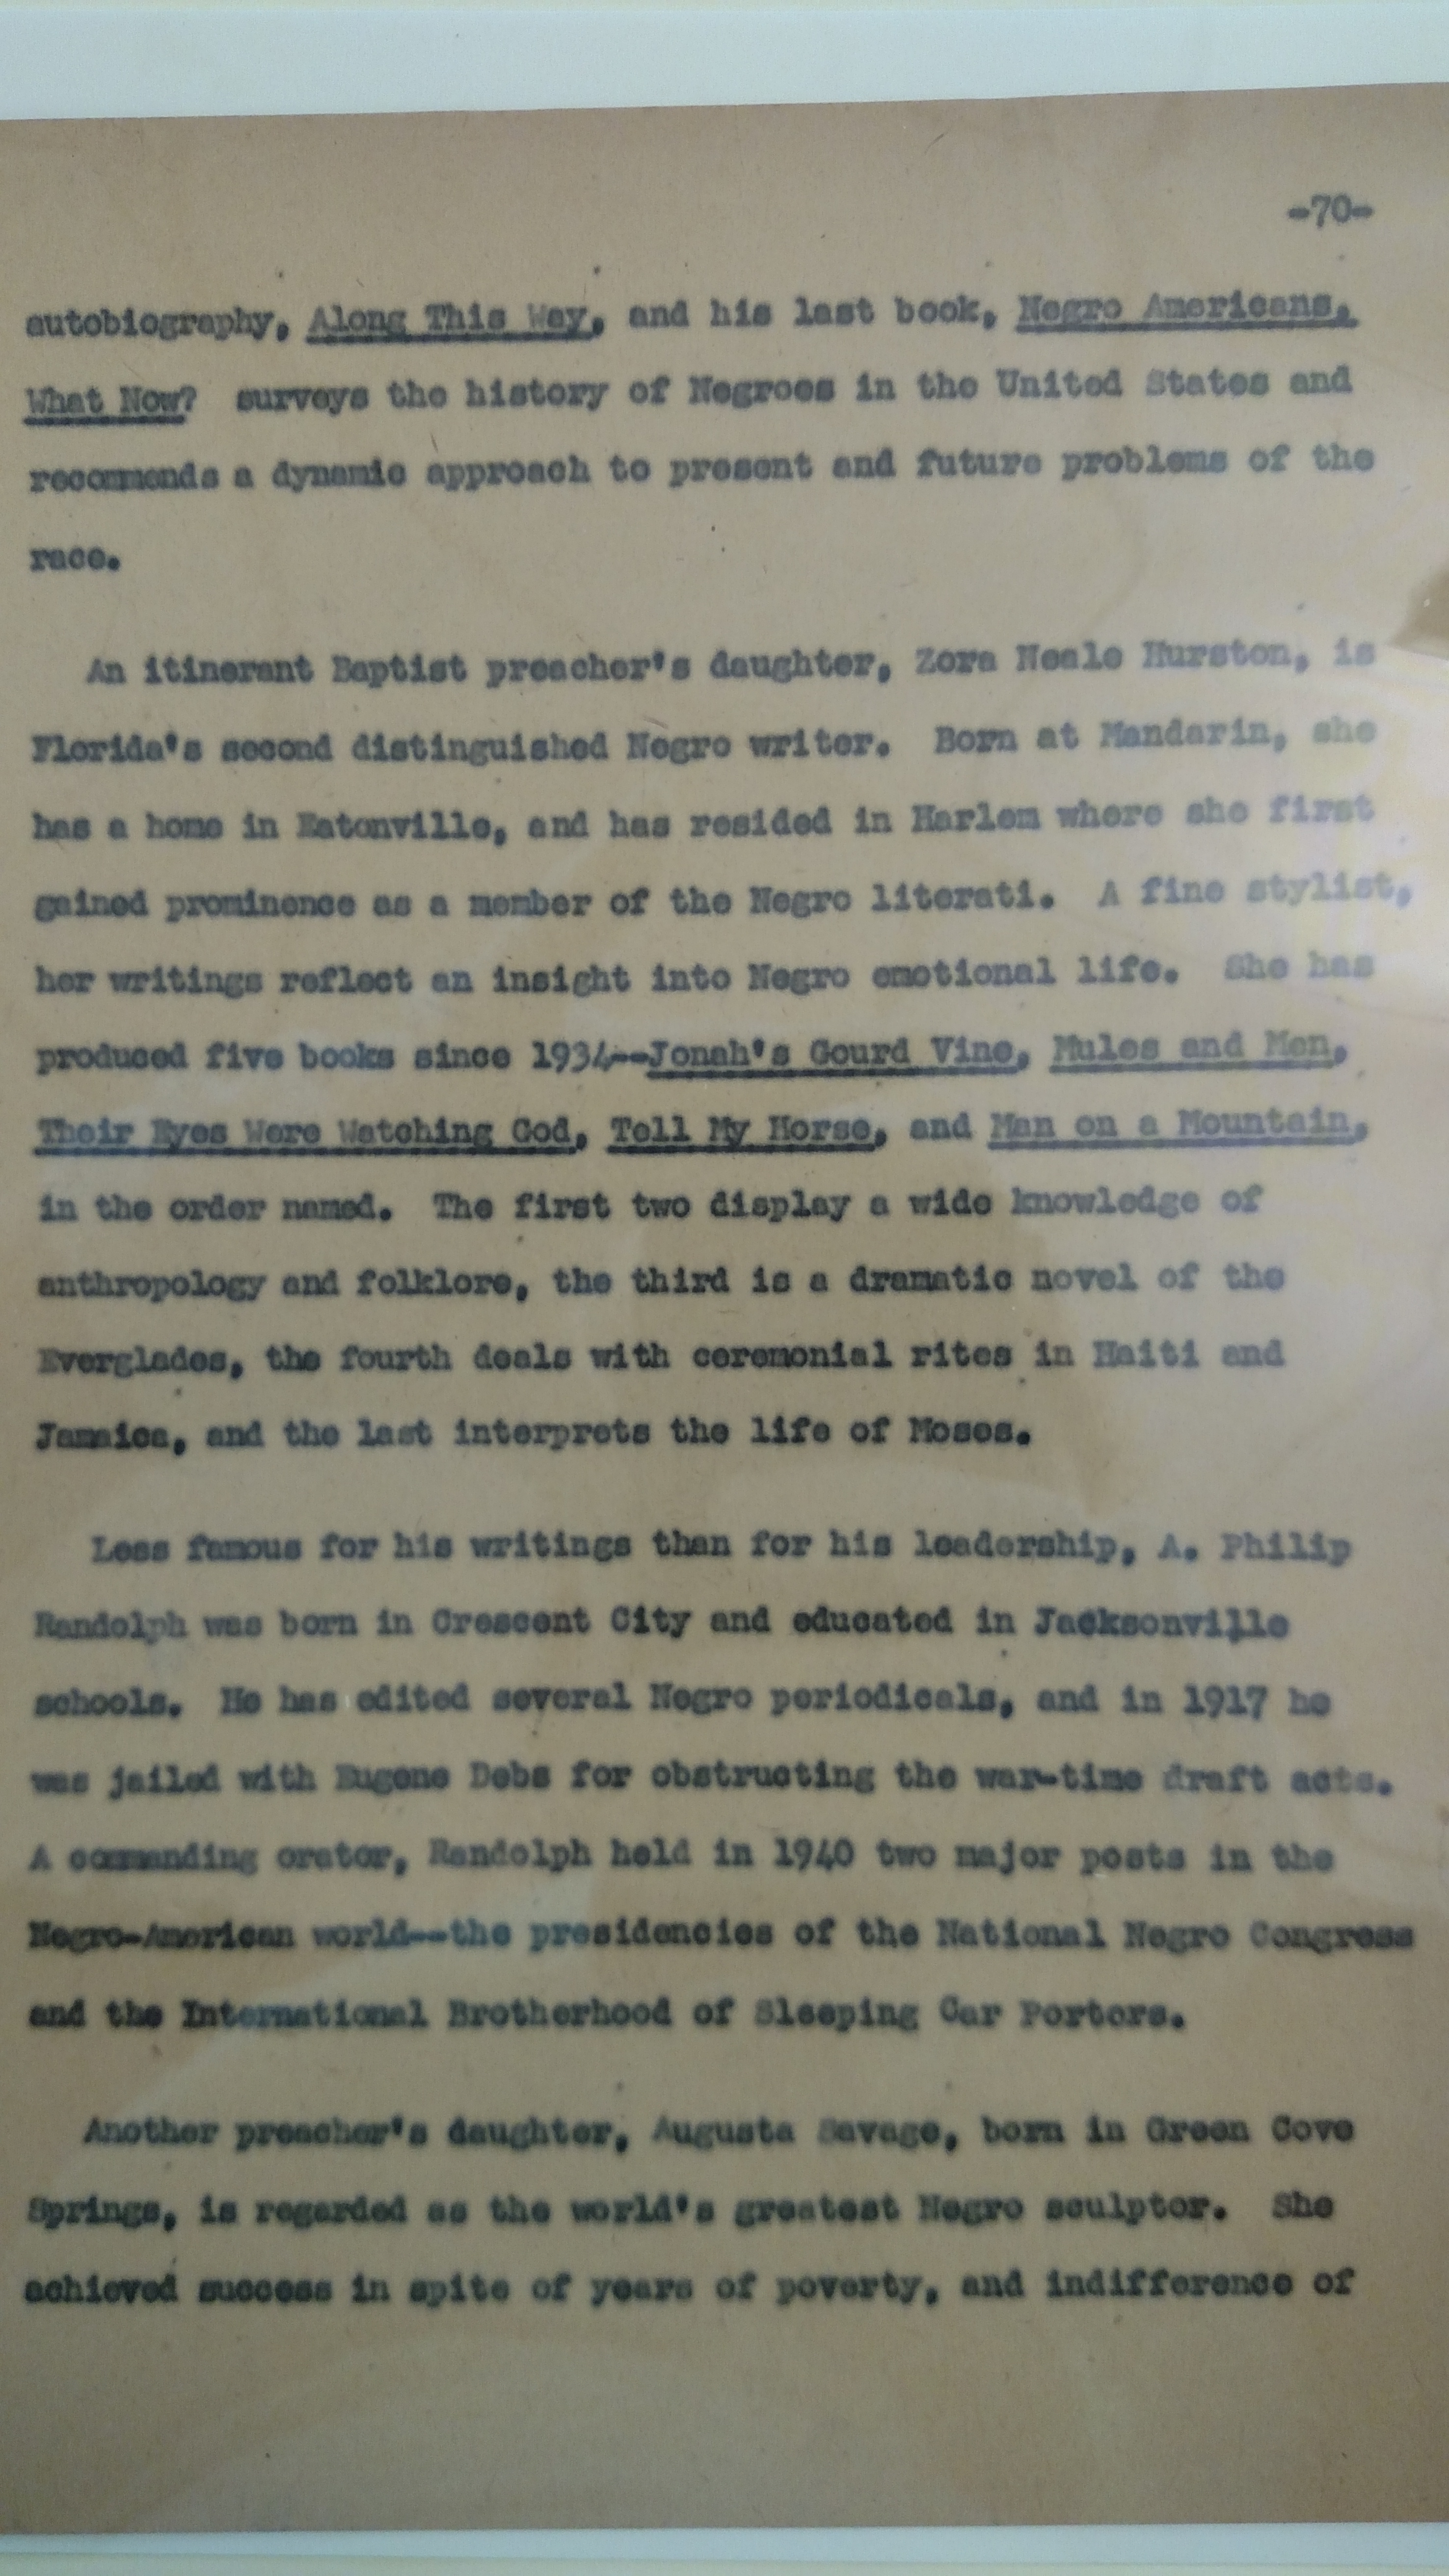 -70-
autobiography, Along This Way, and his last book, Negro Americans,
What Now? surveys the history of Negroes in the United States and
recommends a dynamic approach to present and future problems of the
race.
An itinerant Baptist preacher's daughter, Zora Neale Hurston, is
Florida's second distinguished Negro writer. Born at Mandarin, she
has a home in Eatonville, and has resided in Harlem where she first
gained prominence as a member of the Negro literati. A fine stylist,
her writings reflect an insight into Negro emotional life. She has
produced five books since 1934--Jonah's Gourd Vine, Mules and Men,
Their Eyes Were Watching God, Tell My Horse, and Man on a Mountain,
in the order named. The first two display a wide knowledge of
anthropology and folklore, the third is a dramatic novel of the
Everglades, the fourth deals with ceremonial rites in Haiti and
Jamaica, and the last interprets the life of Moses.
Less famous for his writings than for his leadership, A. Philip
Randolph was born in Crescent City and educated in Jacksonville
schools. He has edited several Negro periodicals, and in 1917 he
was jailed with Eugene Debs for obstructing the war-time draft acts.
A commanding orator, Randolph held in 1940 two major posts in the
Negro-American world--the presidencies of the National Negro Congress
and the International Brotherhood of Sleeping Car Porters.
Another preacher's daughter, Augusta Savage, born in Green Cove
Springs, is regarded as the world's greatest Negro sculptor. She
achieved success in spite of years of poverty, and indifference of